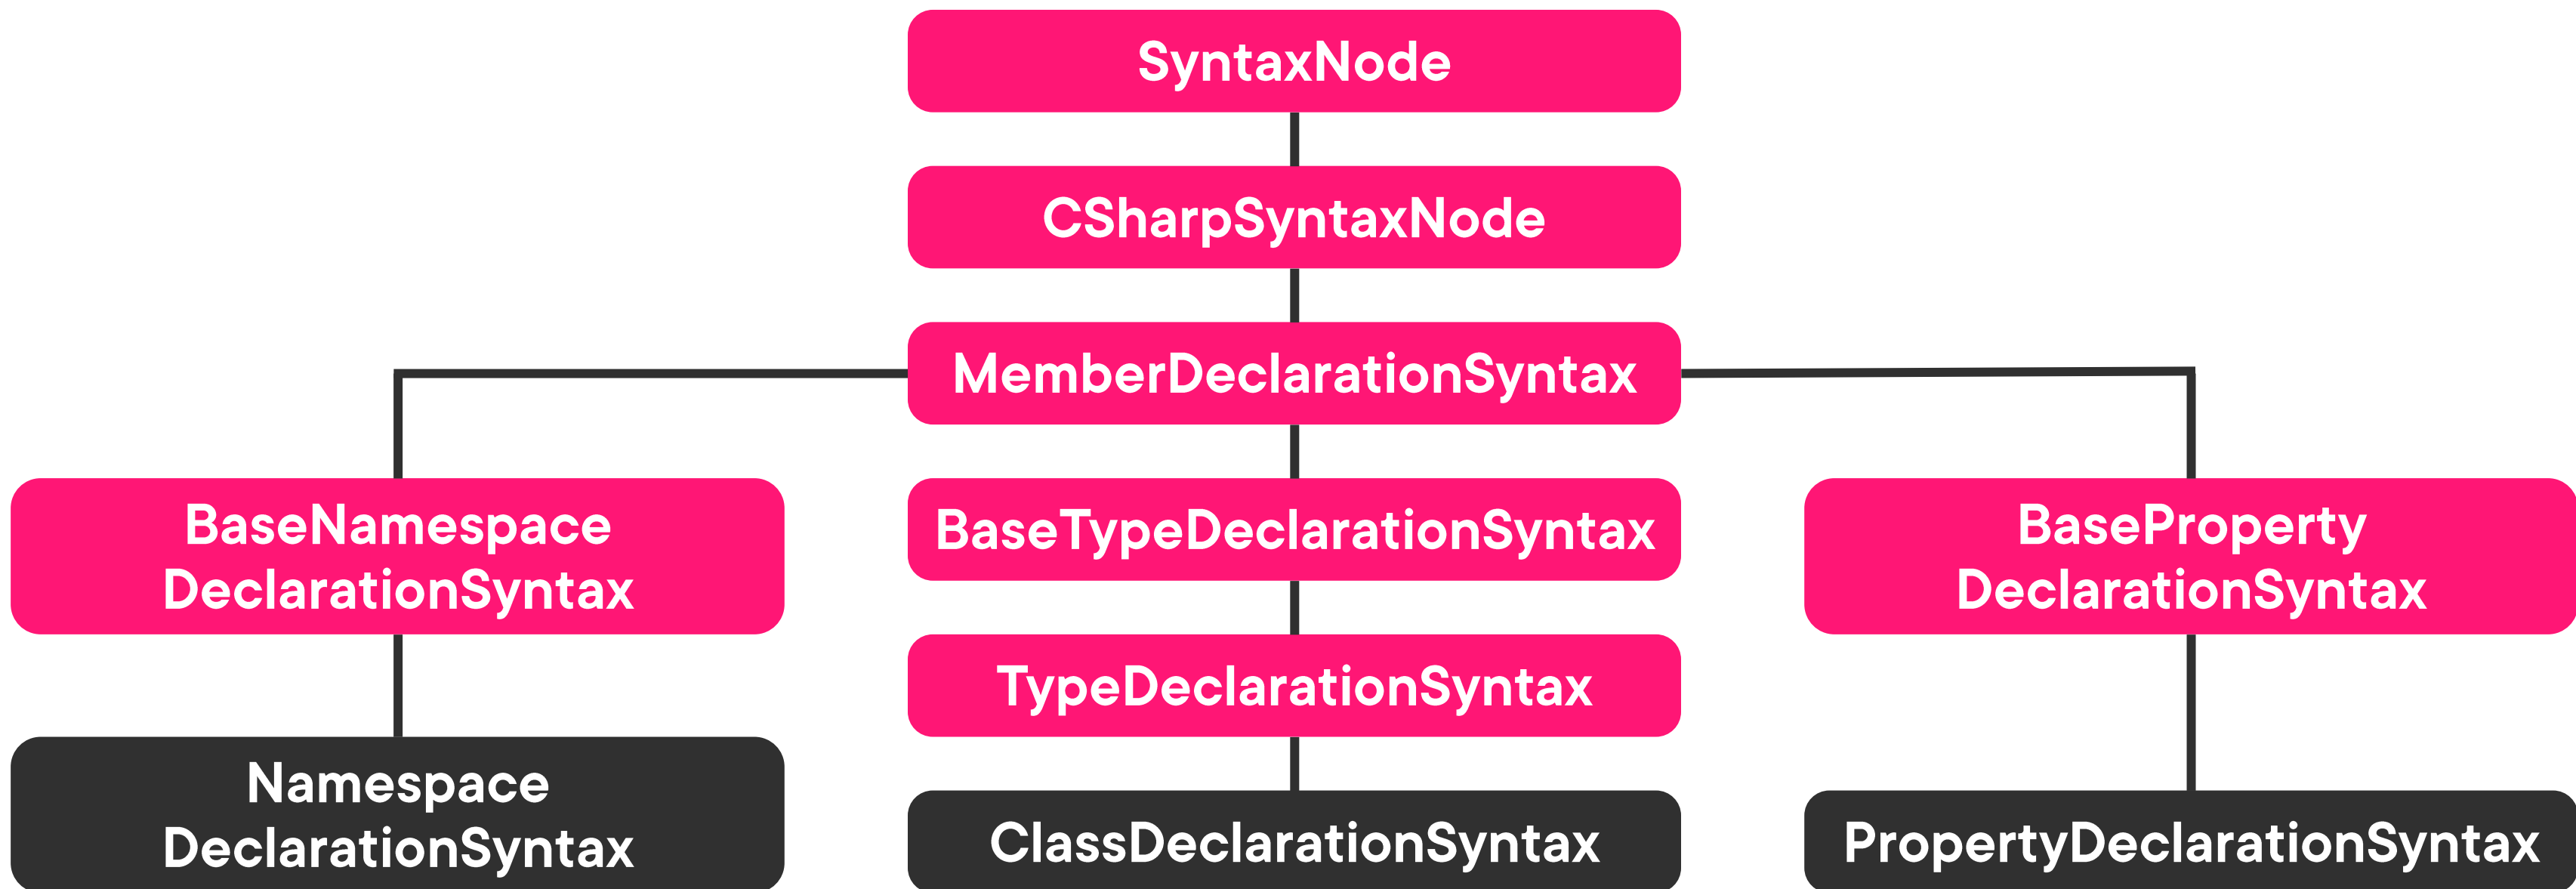 SyntaxNode
CSharpSyntaxNode
MemberDeclarationSyntax
BaseNamespace
DeclarationSyntax
BaseTypeDeclarationSyntax
BaseProperty
DeclarationSyntax
TypeDeclarationSyntax
Namespace
DeclarationSyntax
ClassDeclarationSyntax
PropertyDeclarationSyntax